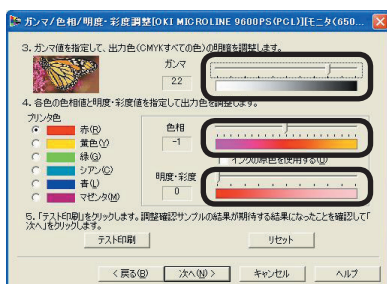 ガンマ/色相/明度・彩度調整[OKI MICROLINE 9600PS(PCL)][モニタ(650...
3. ガンマ値を指定して、出力色(CMYKすべての色)の明暗を調整します。
ガンマ
2.2
4. 各色の色相値と明度・彩度値を指定して出力色を調整します。
プリンタ色
赤(R)
黄色(Y)
緑(G)
シアン(C)
青(L)
マゼンタ(M)
色相
-1
インクの原色を使用する(U)
明度・彩度
0
5. 「テスト印刷」をクリックします。調整確認サンプルの結果が期待する結果になったことを確認して「
次へ」をクリックします。
テスト印刷
リセット
< 戻る(B)
次へ(N) >
キャンセル
ヘルプ